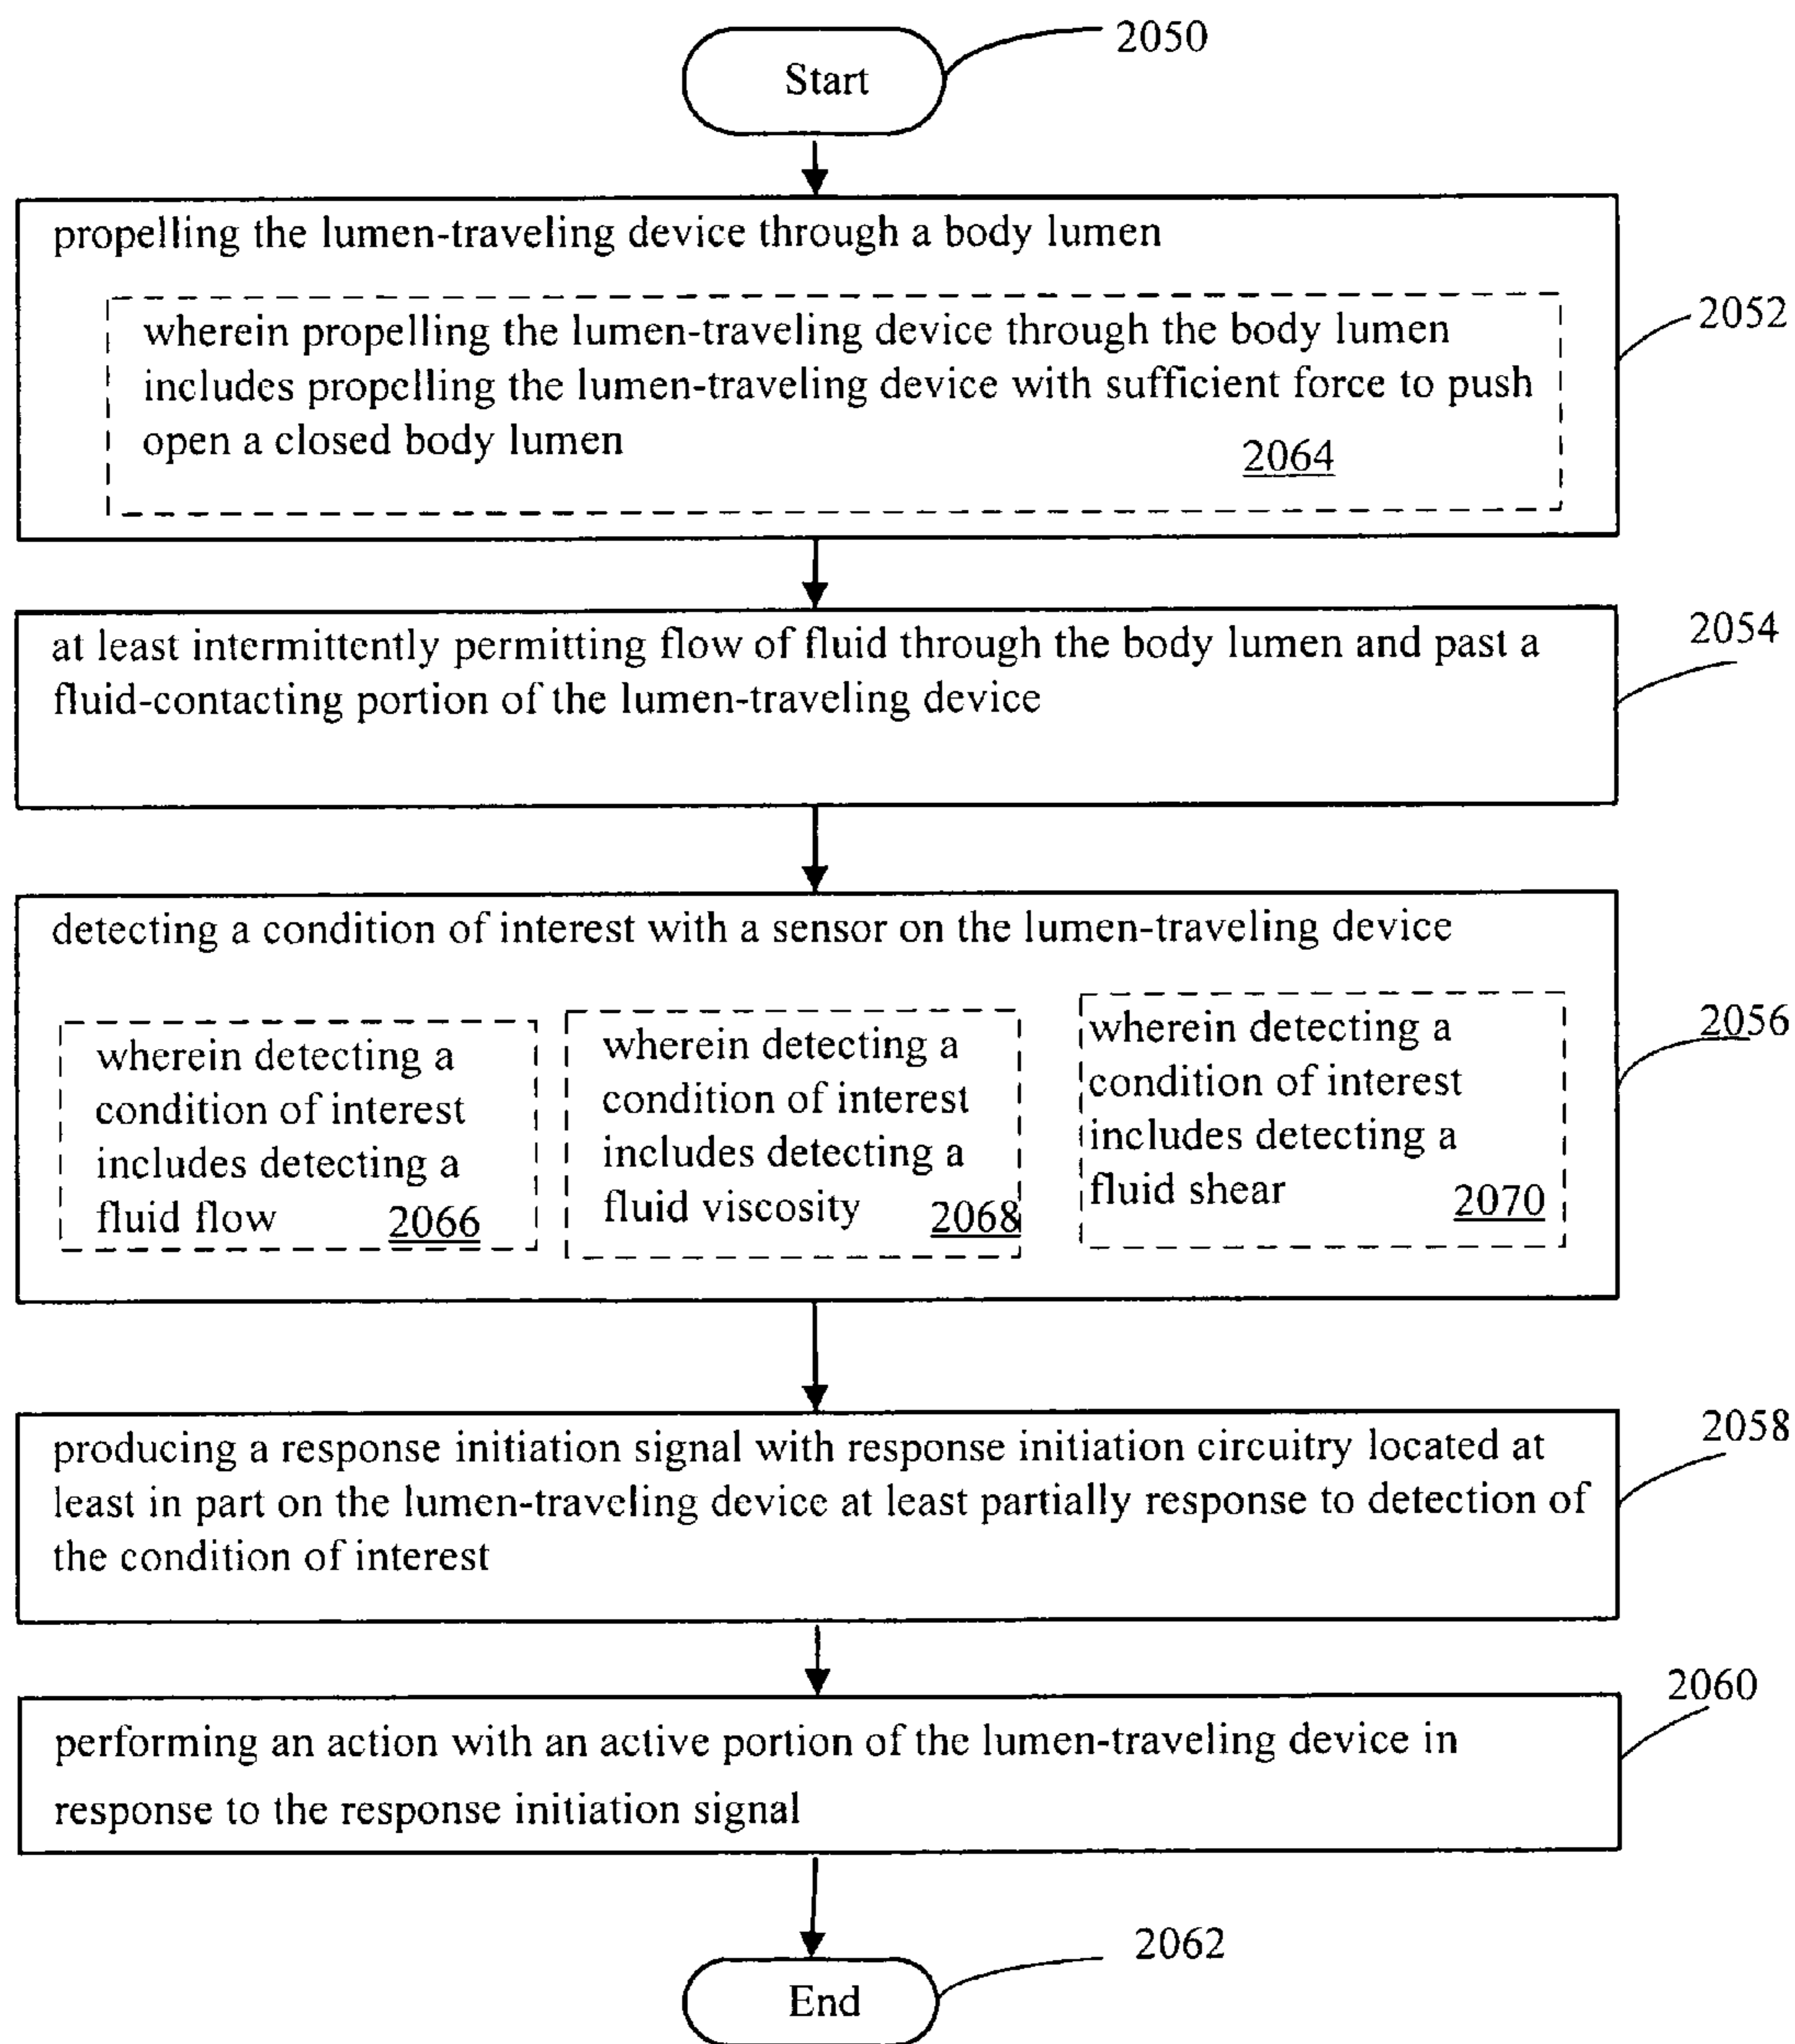 2050
Start
propelling the lumen-traveling device through a body lumen
2052
wherein propelling the lumen-traveling device through the body lumen
includes propelling the lumen-traveling device with sufficient force to push
open a closed body lumen
2064
2054
at least intermittently permitting flow of fluid through the body lumen and past a
fluid-contacting portion of the lumen-traveling device
detecting a condition of interest with a sensor on the lumen-traveling device
2056
wherein detecting a
condition of interest
includes detecting a
fluid flow 2066
wherein detecting a
condition of interest
includes detecting a
fluid viscosity 2068
wherein detecting a
condition of interest
includes detecting a
fluid shear 2070
2058
producing a response initiation signal with response initiation circuitry located at
least in part on the lumen-traveling device at least partially response to detection of
the condition of interest
2060
performing an action with an active portion of the lumen-traveling device in
response to the response initiation signal
2062
End